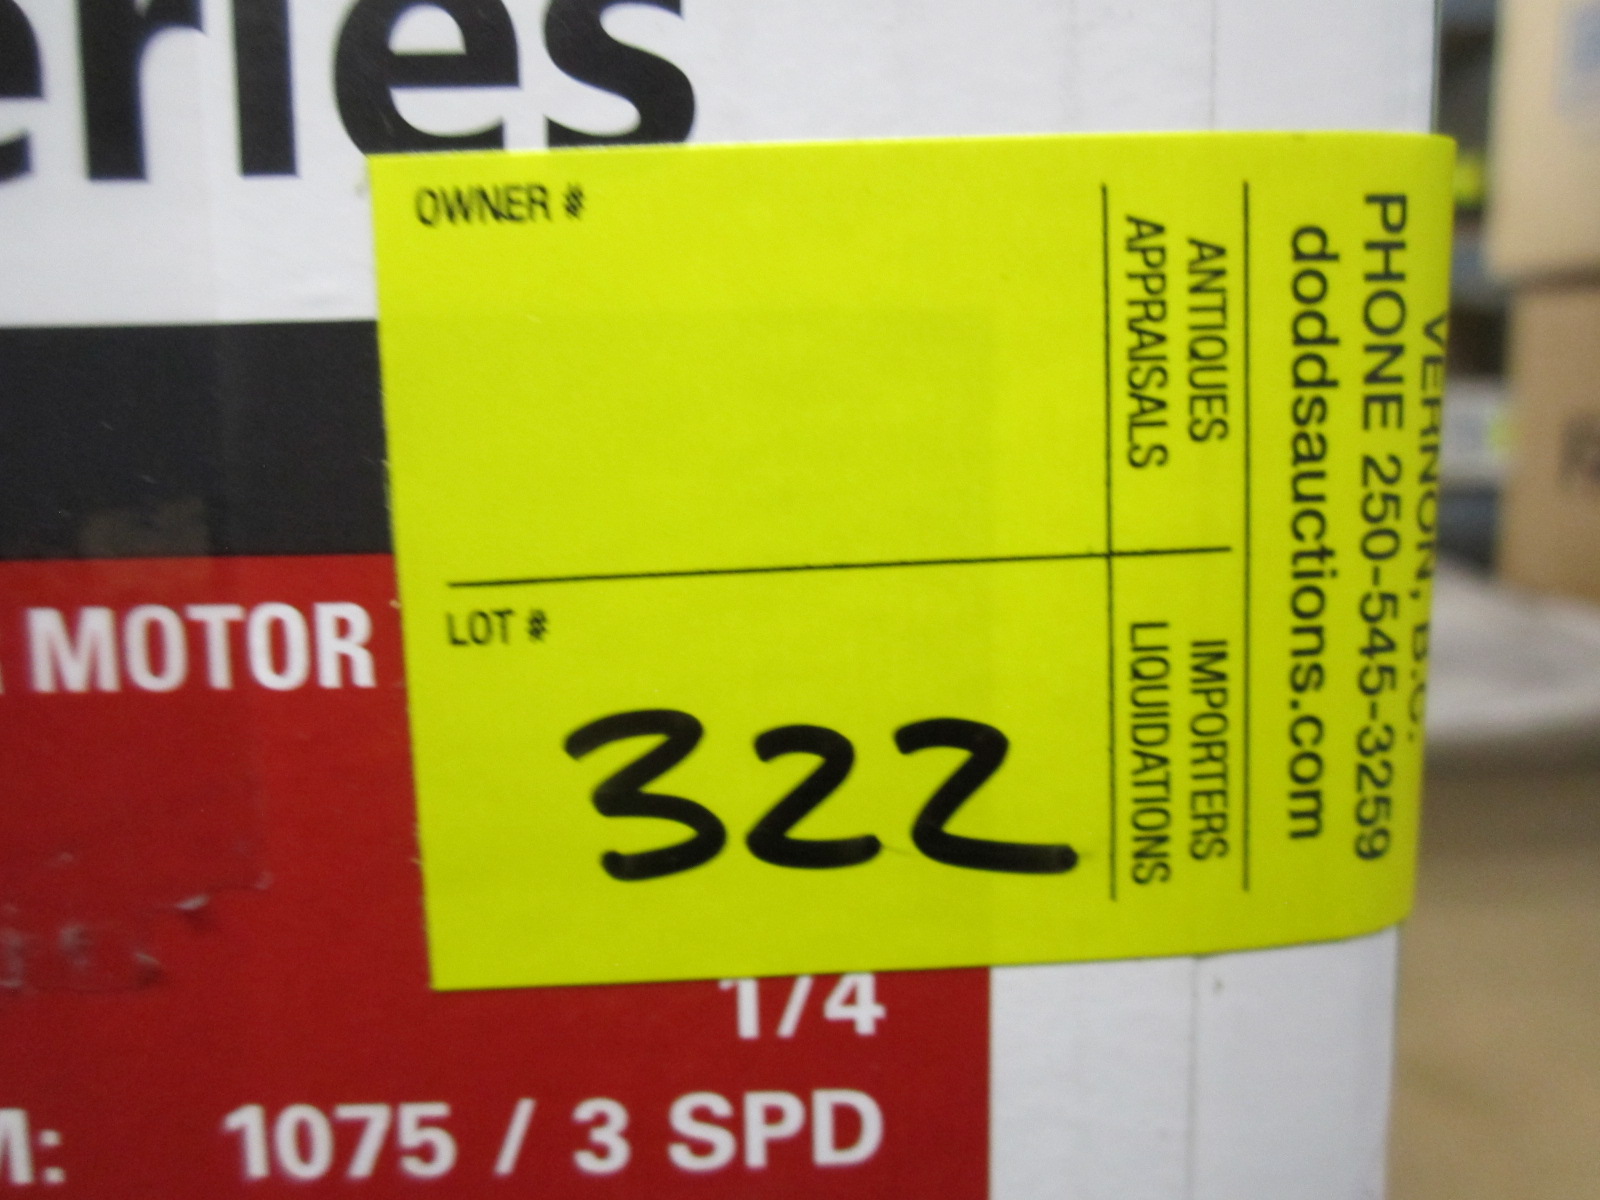 eries
OWNER #
ANTIQUES
APPRAISALS
IMPORTERS
LIQUIDATIONS
VERNON, B.C.
PHONE 250-545-3259
doddsauctions.com
LOT #
322
MOTOR
1/4
M: 1075 / 3 SPD